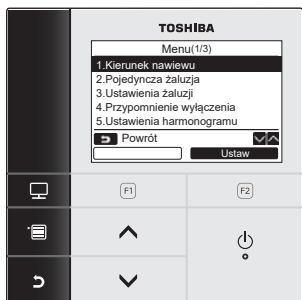 TOSHIBA
Menu(1/3)
1.Kierunek nawiewu
2.Pojedyncza żaluzja
3.Ustawienia żaluzji
4.Przypomnienie wyłączenia
5.Ustawienia harmonogramu
Powrót
Ustaw
F1 F2